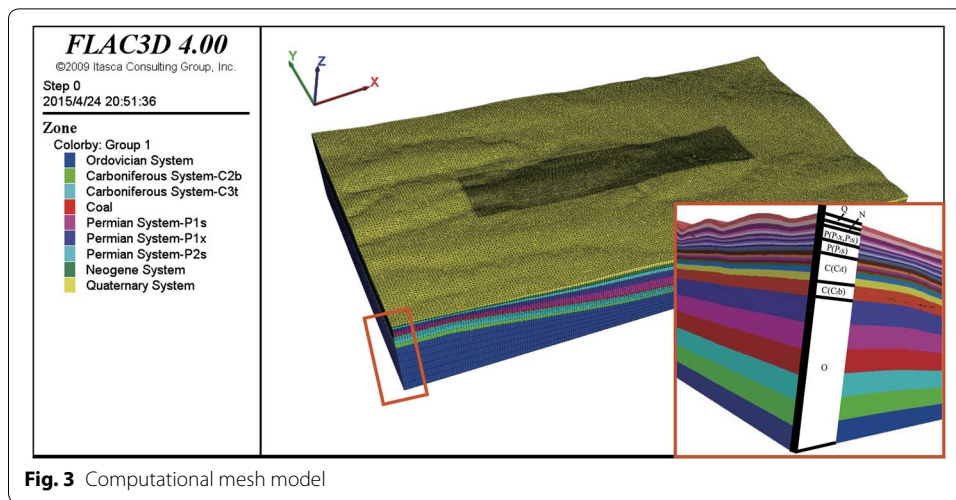 FLAC3D 4.00
©2009 Itasca Consulting Group, Inc.
Step 0
2015/4/24 20:51:36
Zone
Colorby: Group 1
Ordovician System
Carboniferous System-C2b
Carboniferous System-C3t
Coal
Permian System-P1s
Permian System-P1x
Permian System-P2s
Neogene System
Quaternary System
Y
Z
X
Q
N
P(P₁x,P₂s)
P(P₁s)
C(C₃t)
C(C₂b)
O
Fig. 3 Computational mesh model